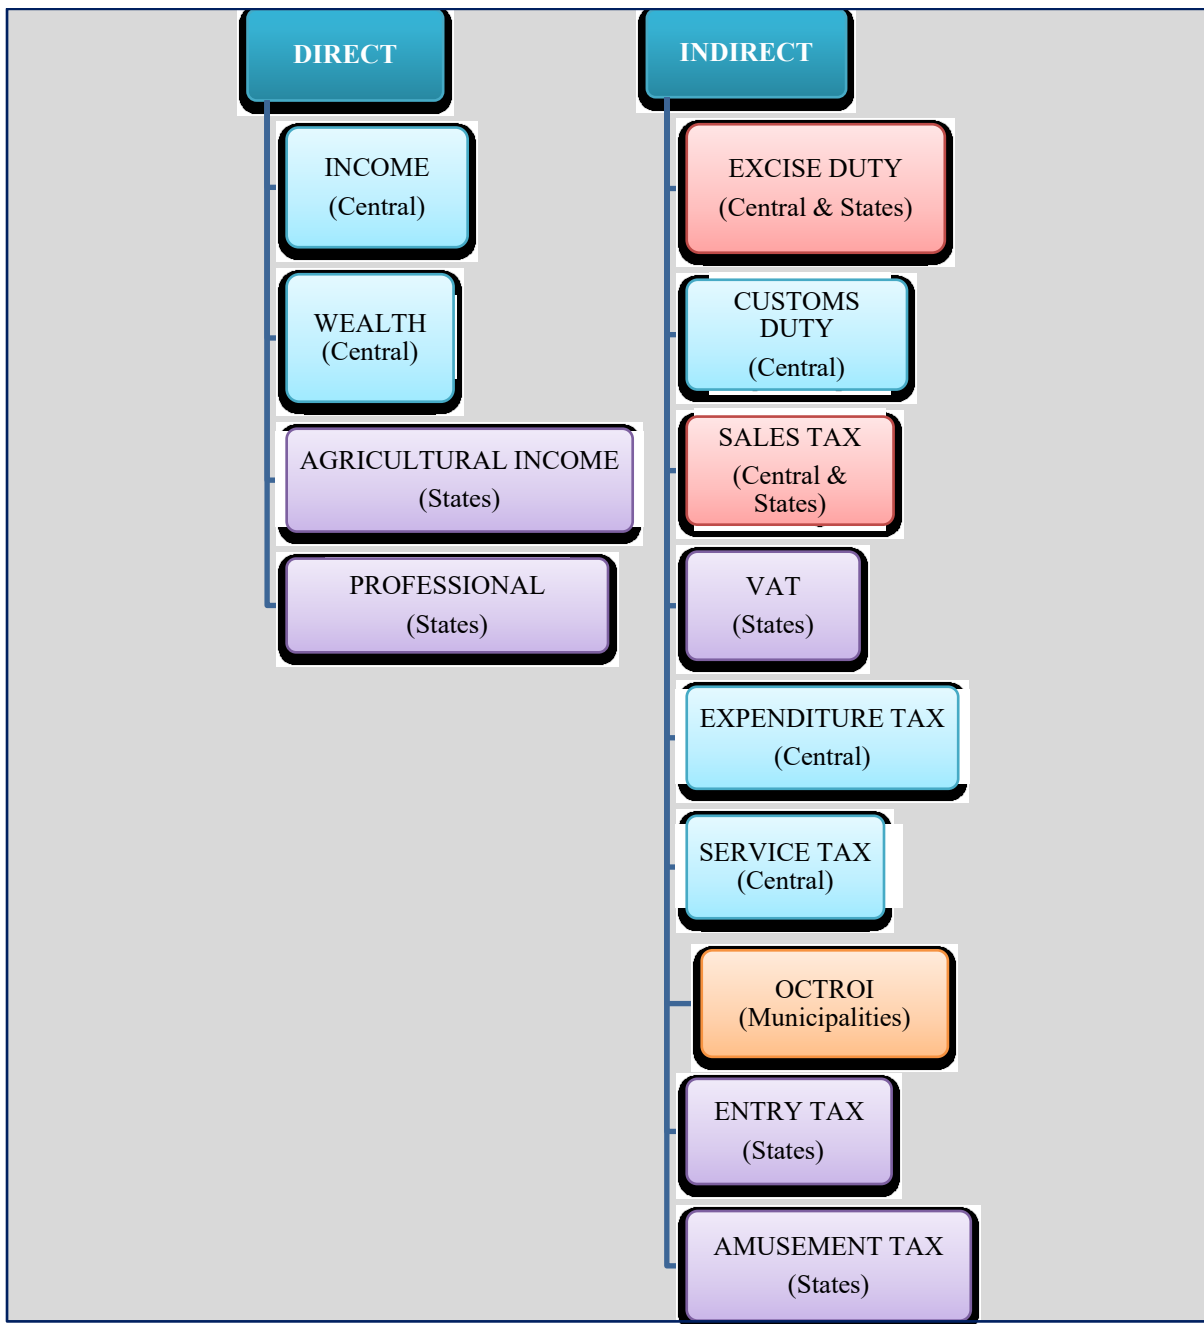 DIRECT
INCOME
(Central)
WEALTH
(Central)
AGRICULTURAL INCOME
(States)
PROFESSIONAL
(States)
INDIRECT
EXCISE DUTY
(Central & States)
CUSTOMS
DUTY
(Central)
SALES TAX
(Central &
States)
VAT
(States)
EXPENDITURE TAX
(Central)
SERVICE TAX
(Central)
OCTROI
(Municipalities)
ENTRY TAX
(States)
AMUSEMENT TAX
(States)